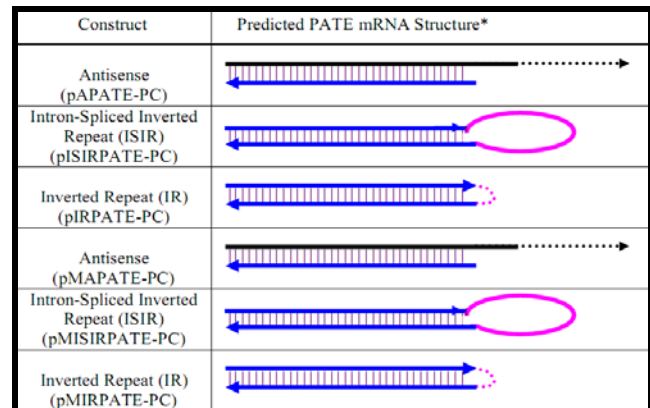 Construct
Predicted PATE mRNA Structure*
Antisense
(pAPATE-PC)
Intron-Spliced Inverted
Repeat (ISIR)
(pISIRPATE-PC)
Inverted Repeat (IR)
(pIRPATE-PC)
Antisense
(pMAPATE-PC)
Intron-Spliced Inverted
Repeat (ISIR)
(pMISIRPATE-PC)
Inverted Repeat (IR)
(pMIRPATE-PC)